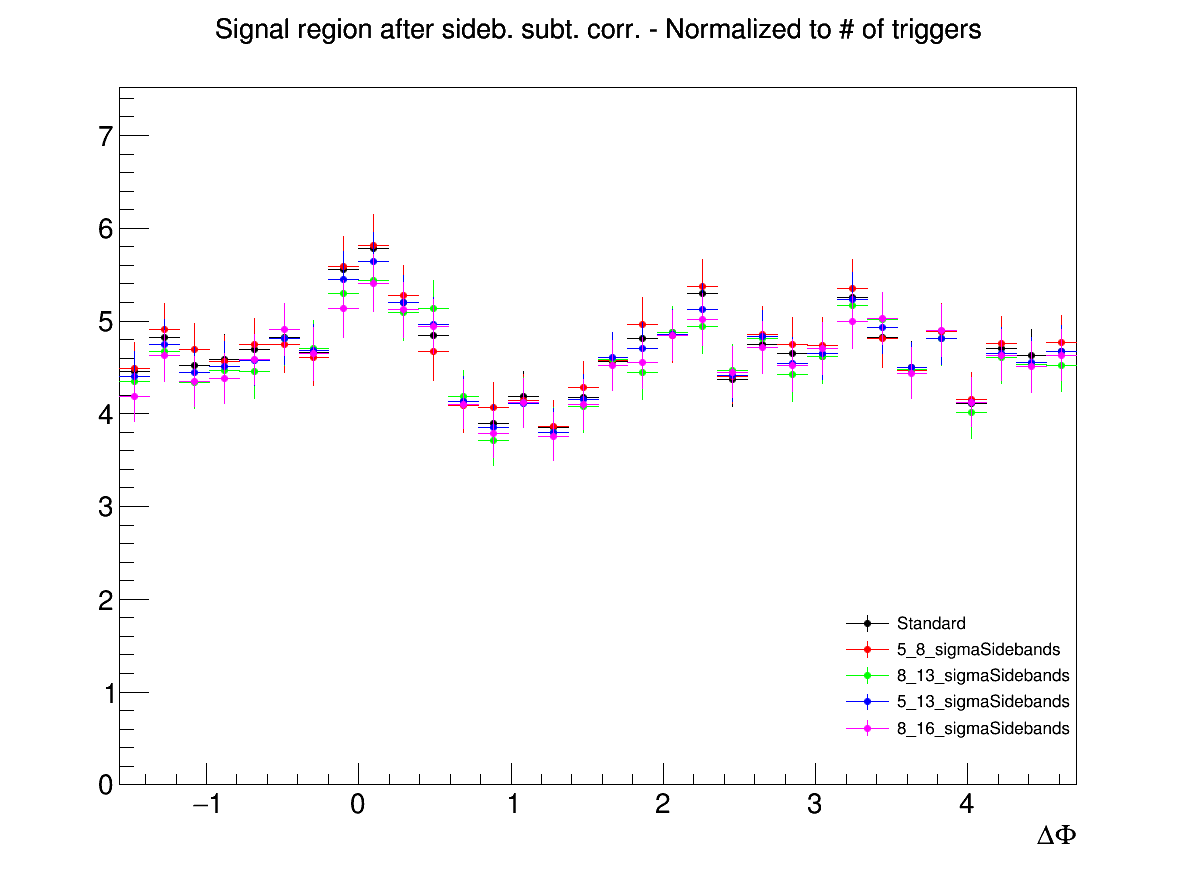 Signal region after sideb. subt. corr. - Normalized to # of triggers
7
6
5
4
3
2
1
0
−1 0 1 2 3 4
ΔΦ
Standard
5_8_sigmaSidebands
8_13_sigmaSidebands
5_13_sigmaSidebands
8_16_sigmaSidebands